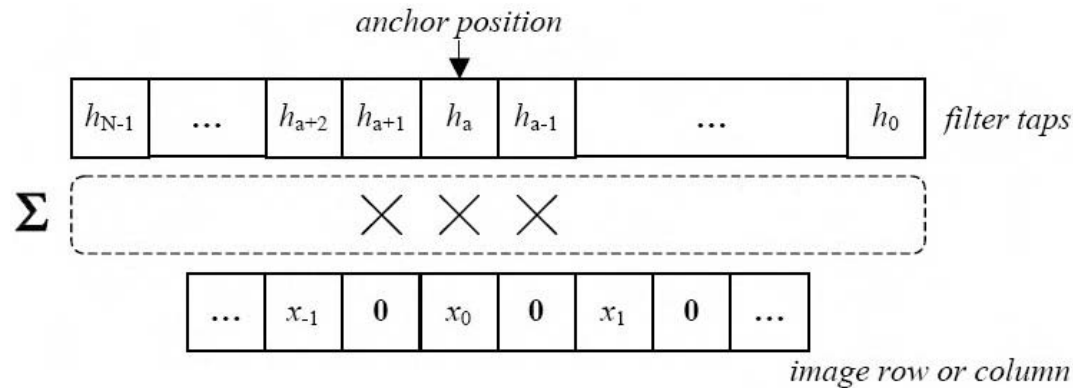 anchor position
h_{N-1} ... h_{a+2} h_{a+1} h_a h_{a-1} ... h_0 filter taps
Σ
... x_{-1} 0 x_0 0 x_1 0 ...
image row or column